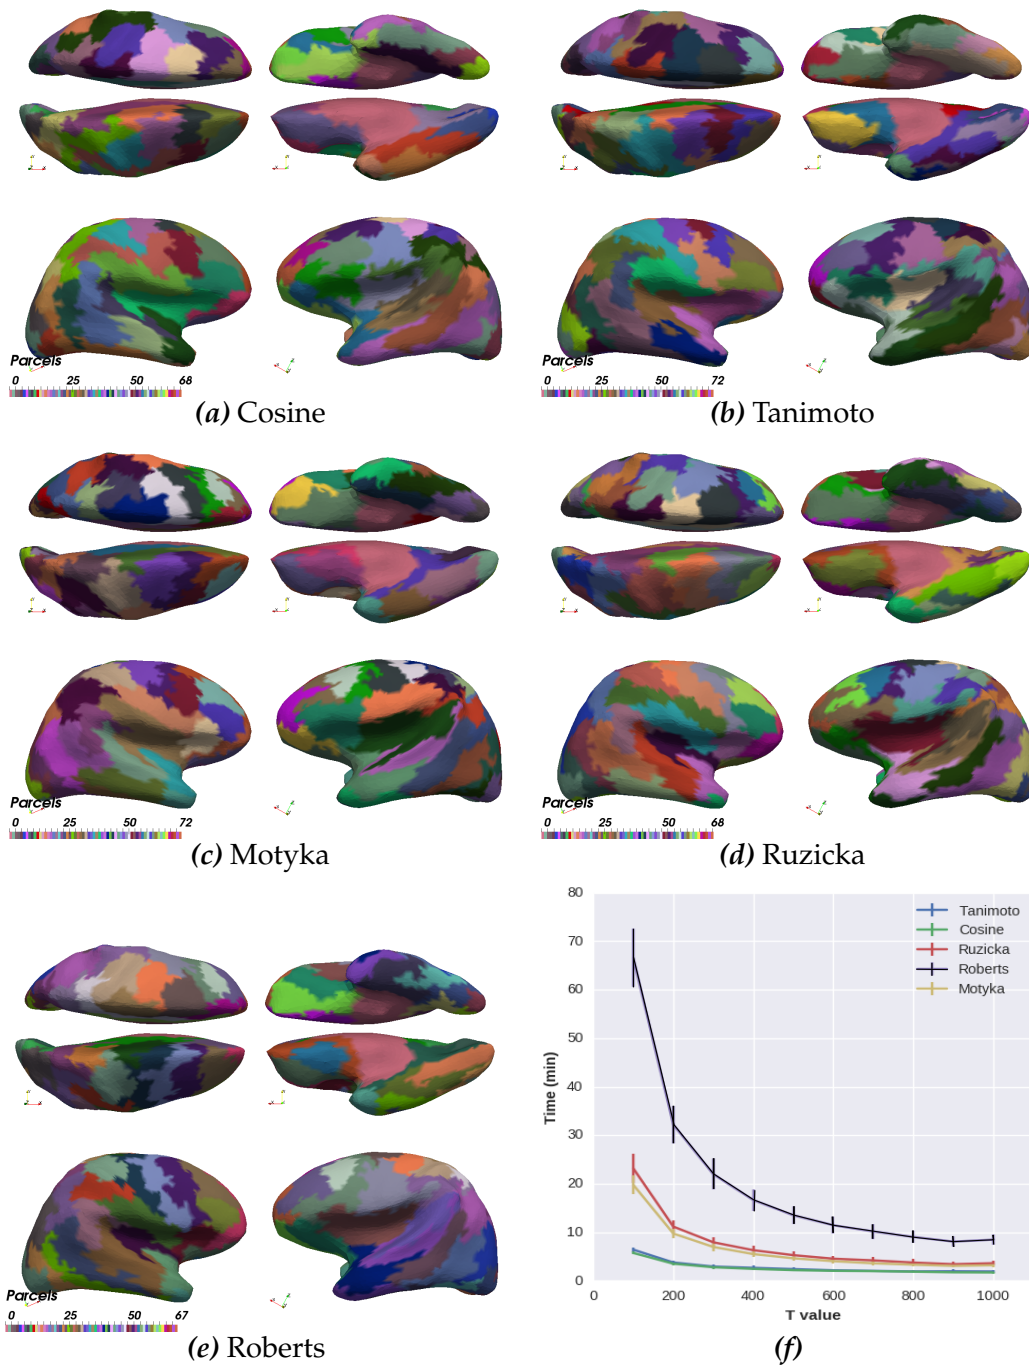 Parcels
0 25 50 68
(a) Cosine
Parcels
0 25 50 72
(b) Tanimoto
Parcels
0 25 50 72
(c) Motyka
Parcels
0 25 50 68
(d) Ruzicka
Parcels
0 25 50 67
(e) Roberts
80
70
60
50
40
30
20
10
0
Time (min)
Tanimoto
Cosine
Ruzicka
Roberts
Motyka
0 200 400 600 800 1000
T value
(f)